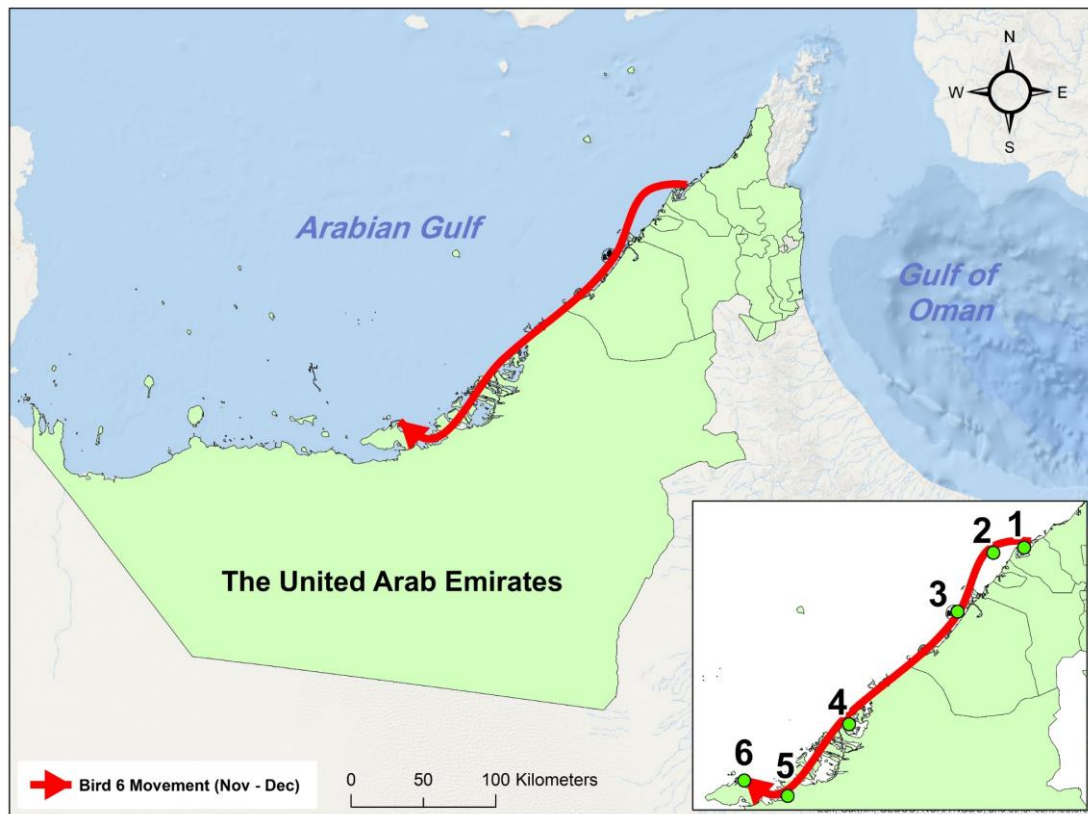 N
W E
S
Arabian Gulf
Gulf of
Oman
The United Arab Emirates
Bird 6 Movement (Nov - Dec)
0 50 100 Kilometers
1
2
3
4
5
6